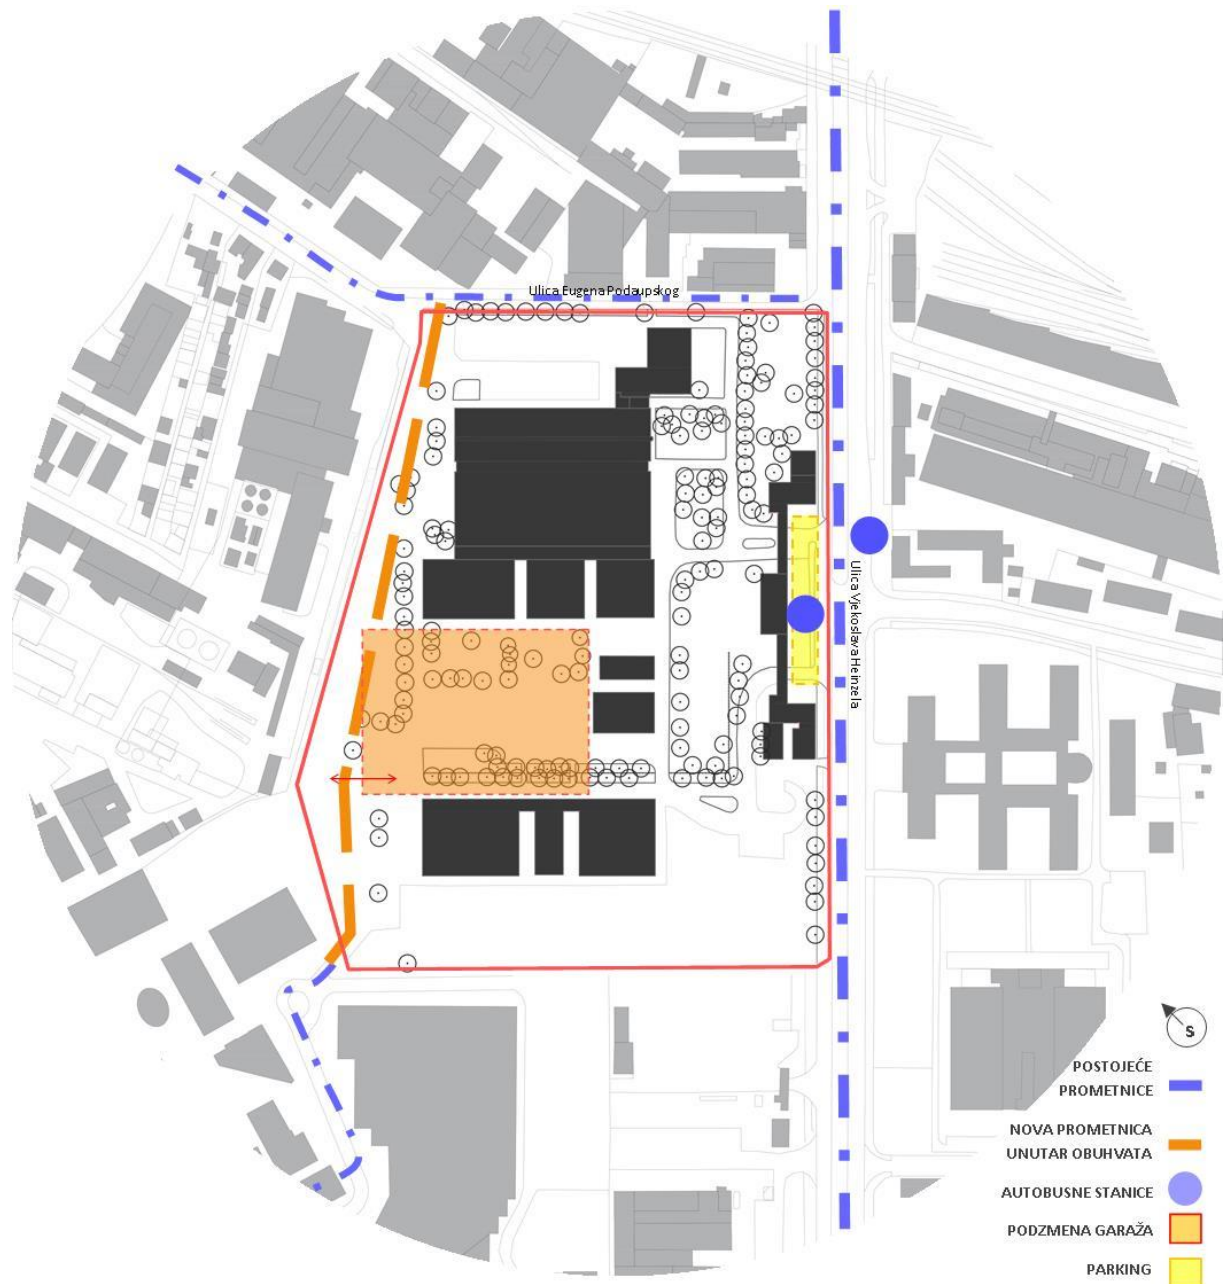 Ulica Eugena Podaupskog
Ulica Vjekoslava Heinzela
S
POSTOJEĆE
PROMETNICE
NOVA PROMETNICA
UNUTAR OBUHVATA
AUTOBUSNE STANICE
PODZMENA GARAŽA
PARKING